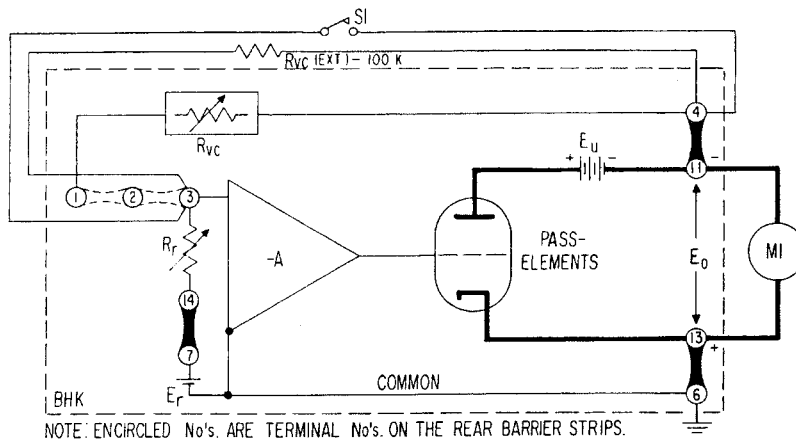 S1
Rvc (EXT) - 100 K
Rvc
4
Eu
+ -
11 -
1 2 3
Rr
-A
PASS-
ELEMENTS
Eo
M1
14
7
13 +
Er
COMMON
6
BHK
NOTE: ENCIRCLED No's. ARE TERMINAL No's. ON THE REAR BARRIER STRIPS.